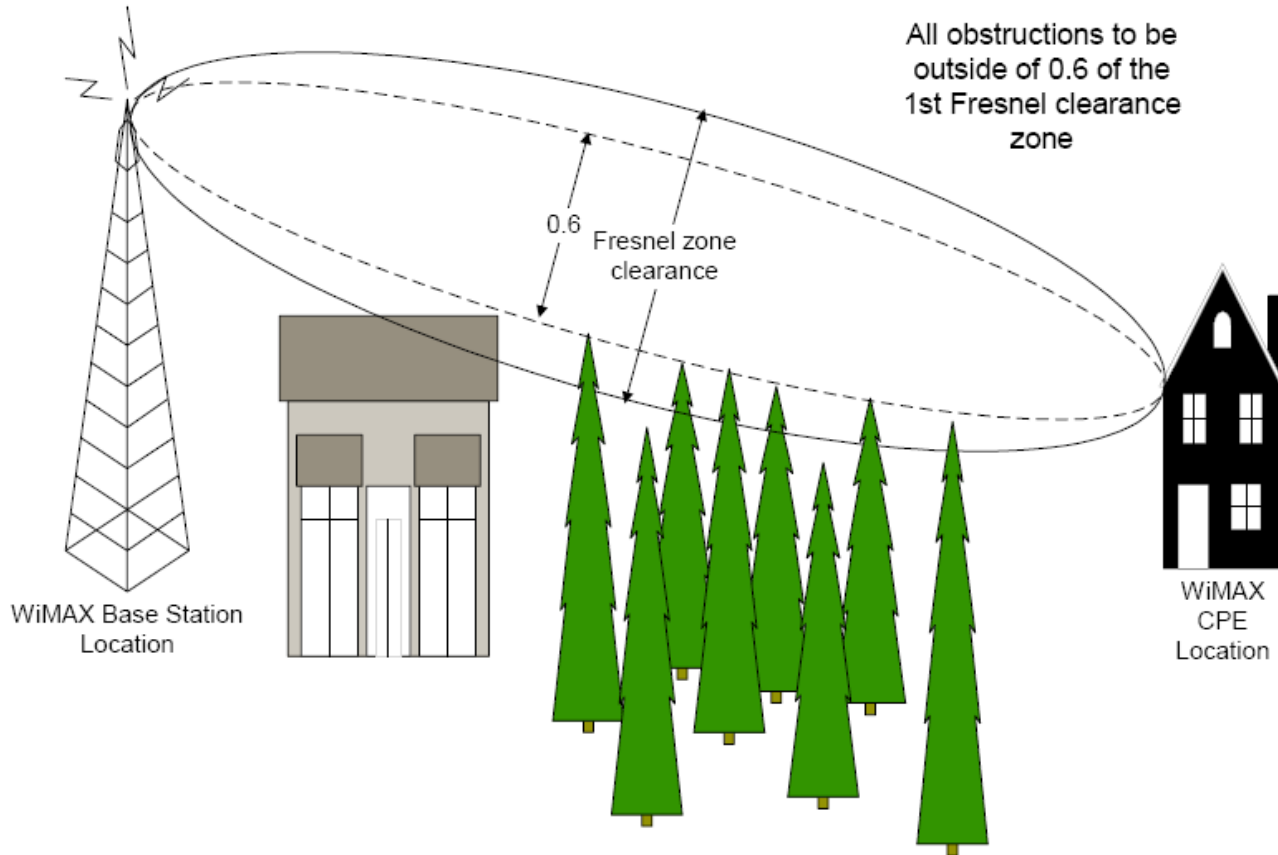 All obstructions to be
outside of 0.6 of the
1st Fresnel clearance
zone
0.6
Fresnel zone
clearance
WiMAX Base Station
Location
WiMAX
CPE
Location